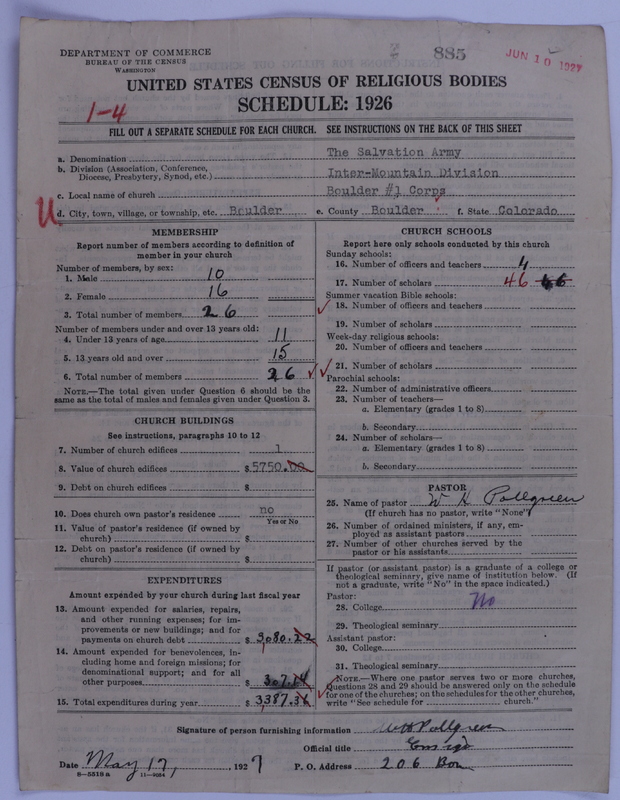 DEPARTMENT OF COMMERCE
BUREAU OF THE CENSUS
WASHINGTON
885
JUN 10 1927
UNITED STATES CENSUS OF RELIGIOUS BODIES
SCHEDULE: 1926
1-4
FILL OUT A SEPARATE SCHEDULE FOR EACH CHURCH. SEE INSTRUCTIONS ON THE BACK OF THIS SHEET
a. Denomination The Salvation Army
b. Division (Association, Conference,
Diocese, Presbytery, Synod, etc.) Inter-Mountain Division
c. Local name of church Boulder #1 Corps
U
d. City, town, village, or township, etc. Boulder e. County Boulder f. State Colorado
MEMBERSHIP
Report number of members according to definition of
member in your church
Number of members, by sex:
1. Male 10
2. Female 16
3. Total number of members 26
Number of members under and over 13 years old:
4. Under 13 years of age 11
5. 13 years old and over 15
6. Total number of members 26
NOTE.—The total given under Question 6 should be the
same as the total of males and females given under Question 3.
CHURCH BUILDINGS
See instructions, paragraphs 10 to 12
7. Number of church edifices 1
8. Value of church edifices $ 5750.00
9. Debt on church edifices $
10. Does church own pastor's residence no
Yes or No
11. Value of pastor's residence (if owned by
church) $
12. Debt on pastor's residence (if owned by
church) $
EXPENDITURES
Amount expended by your church during last fiscal year
13. Amount expended for salaries, repairs,
and other running expenses; for im-
provements or new buildings; and for
payments on church debt $ 3080.22
14. Amount expended for benevolences, in-
cluding home and foreign missions; for
denominational support; and for all
other purposes $ 307.14
15. Total expenditures during year $ 3387.36
CHURCH SCHOOLS
Report here only schools conducted by this church
Sunday schools:
16. Number of officers and teachers 4
17. Number of scholars 46
Summer vacation Bible schools:
18. Number of officers and teachers
19. Number of scholars
Week-day religious schools:
20. Number of officers and teachers
21. Number of scholars
Parochial schools:
22. Number of administrative officers
23. Number of teachers—
a. Elementary (grades 1 to 8)
b. Secondary
24. Number of scholars—
a. Elementary (grades 1 to 8)
b. Secondary
PASTOR
25. Name of pastor W H Pollgreen
(If church has no pastor, write "None")
26. Number of ordained ministers, if any, em-
ployed as assistant pastors
27. Number of other churches served by the
pastor or his assistants
If pastor (or assistant pastor) is a graduate of a college or
theological seminary, give name of institution below. (If
not a graduate, write "No" in the space indicated.)
Pastor:
28. College No
29. Theological seminary
Assistant pastor:
30. College
31. Theological seminary
NOTE.—Where one pastor serves two or more churches,
Questions 28 and 29 should be answered only on the schedule
for one of the churches; on the schedules for the other churches,
write "See schedule for church."
Signature of person furnishing information W H Pollgreen
Official title Ensign
Date May 17, 1927 P. O. Address 206 Box
8—5519a 11—9054